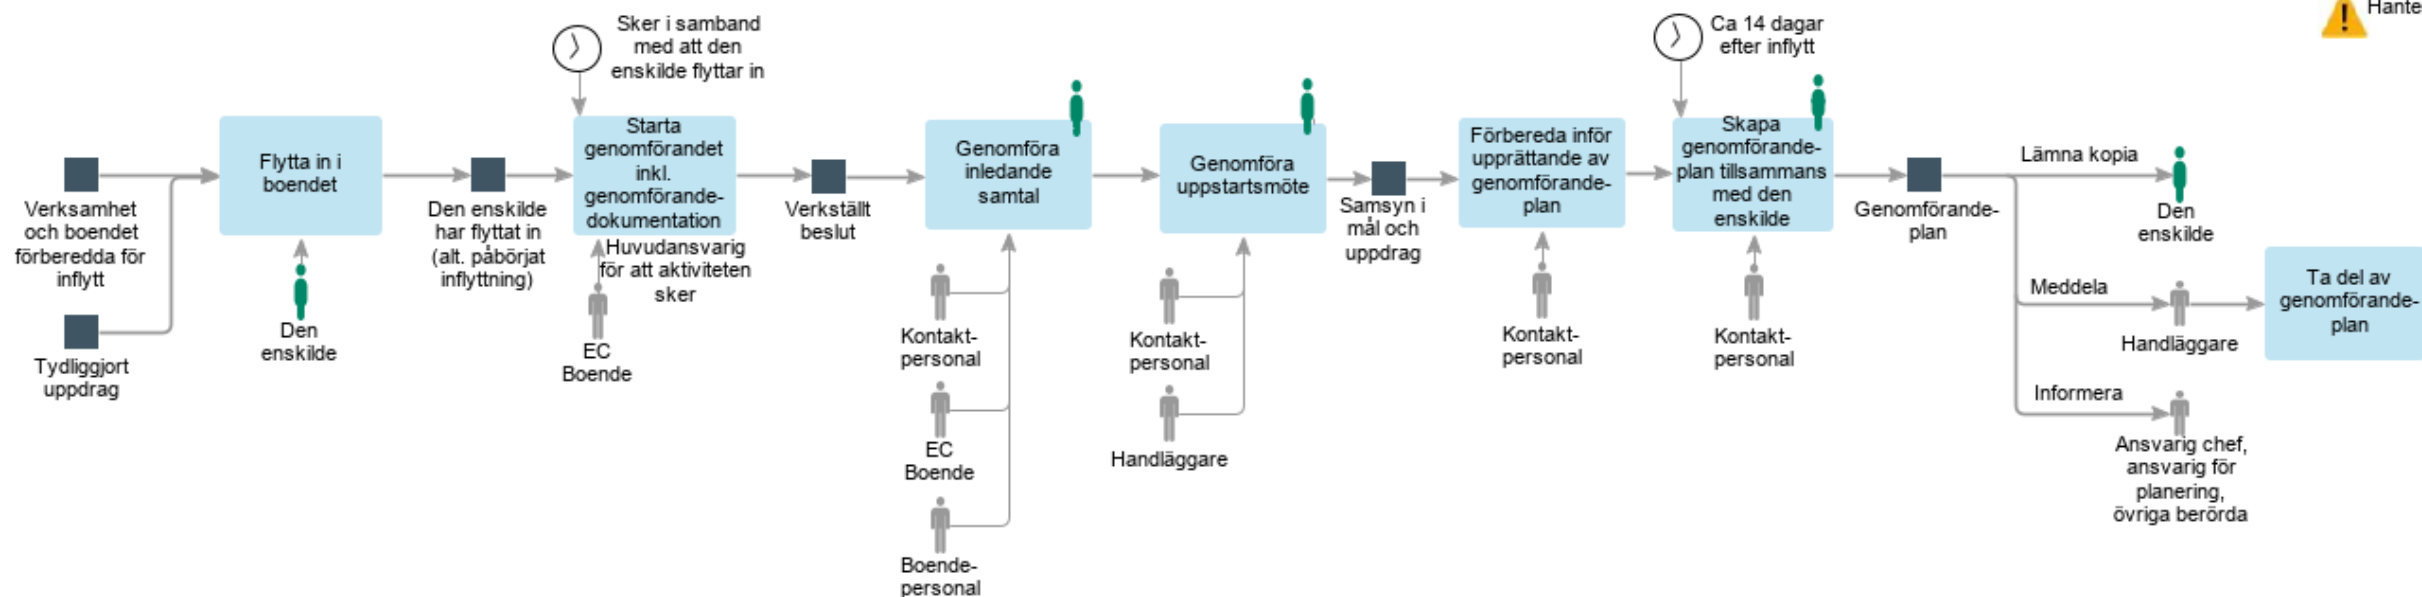 Sker i samband
med att den
enskilde flyttar in
Ca 14 dagar
efter inflytt
Hante
Verksamhet
och boendet
förberedda för
inflytt
Tydliggjort
uppdrag
Flytta in i
boendet
Den
enskilde
Den enskilde
har flyttat in
(alt. påbörjat
inflyttning)
Starta
genomförandet
inkl.
genomförande-
dokumentation
Huvudansvarig
för att aktiviteten
sker
EC
Boende
Verkställt
beslut
Genomföra
inledande
samtal
Kontakt-
personal
EC
Boende
Boende-
personal
Genomföra
uppstartsmöte
Kontakt-
personal
Handläggare
Samsyn i
mål och
uppdrag
Förbereda inför
upprättande av
genomförande-
plan
Kontakt-
personal
Skapa
genomförande-
plan tillsammans
med den
enskilde
Kontakt-
personal
Genomförande-
plan
Lämna kopia
Den
enskilde
Meddela
Handläggare
Ta del av
genomförande-
plan
Informera
Ansvarig chef,
ansvarig för
planering,
övriga berörda